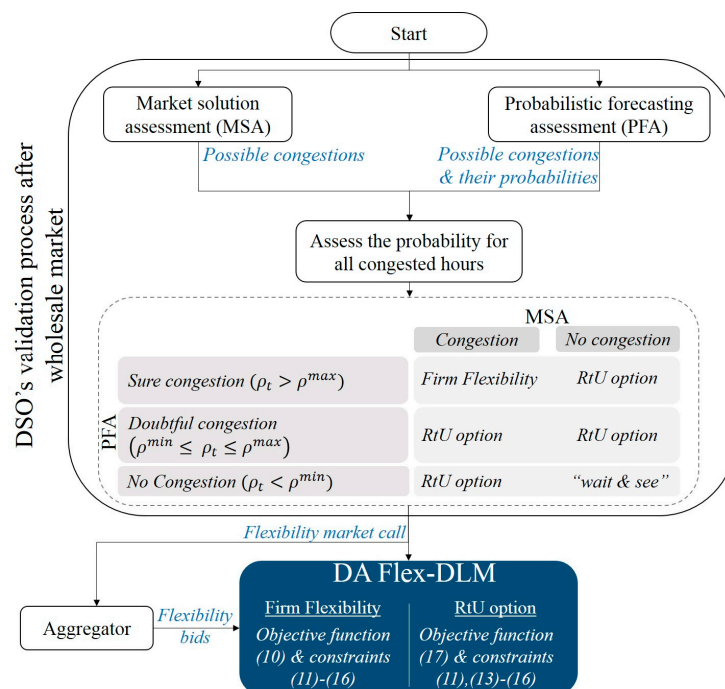 Start
DSO's validation process after
wholesale market
Market solution
assessment (MSA)
Probabilistic forecasting
assessment (PFA)
Possible congestions
Possible congestions
& their probabilities
Assess the probability for
all congested hours
MSA
Congestion
No congestion
PFA
Sure congestion (ρₜ > ρᵐᵃˣ)
Firm Flexibility
RtU option
Doubtful congestion
(ρᵐⁱⁿ ≤ ρₜ ≤ ρᵐᵃˣ)
RtU option
RtU option
No Congestion (ρₜ < ρᵐⁱⁿ)
RtU option
“wait & see”
Flexibility market call
Aggregator
Flexibility
bids
DA Flex-DLM
Firm Flexibility
Objective function
(10) & constraints
(11)-(16)
RtU option
Objective function
(17) & constraints
(11),(13)-(16)